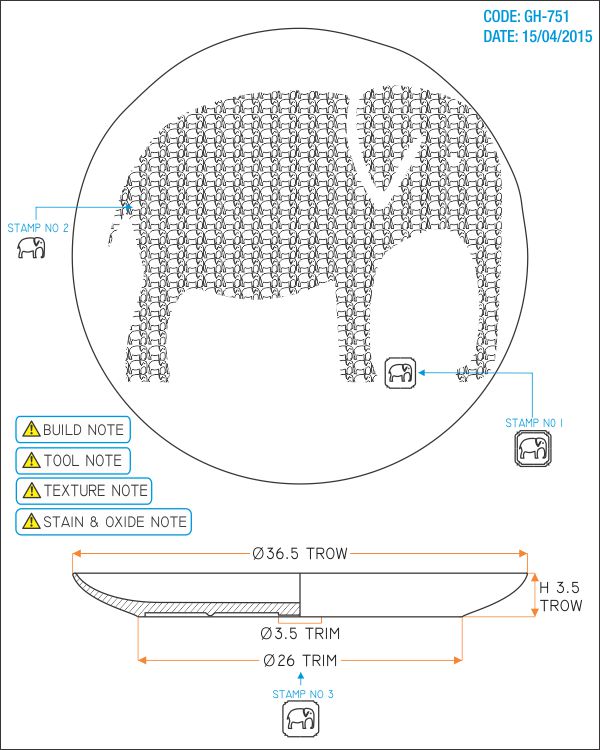 CODE: GH-751
DATE: 15/04/2015
STAMP NO 2
STAMP NO 1
BUILD NOTE
TOOL NOTE
TEXTURE NOTE
STAIN & OXIDE NOTE
Ø36.5 TROW
H 3.5
TROW
Ø3.5 TRIM
Ø26 TRIM
STAMP NO 3